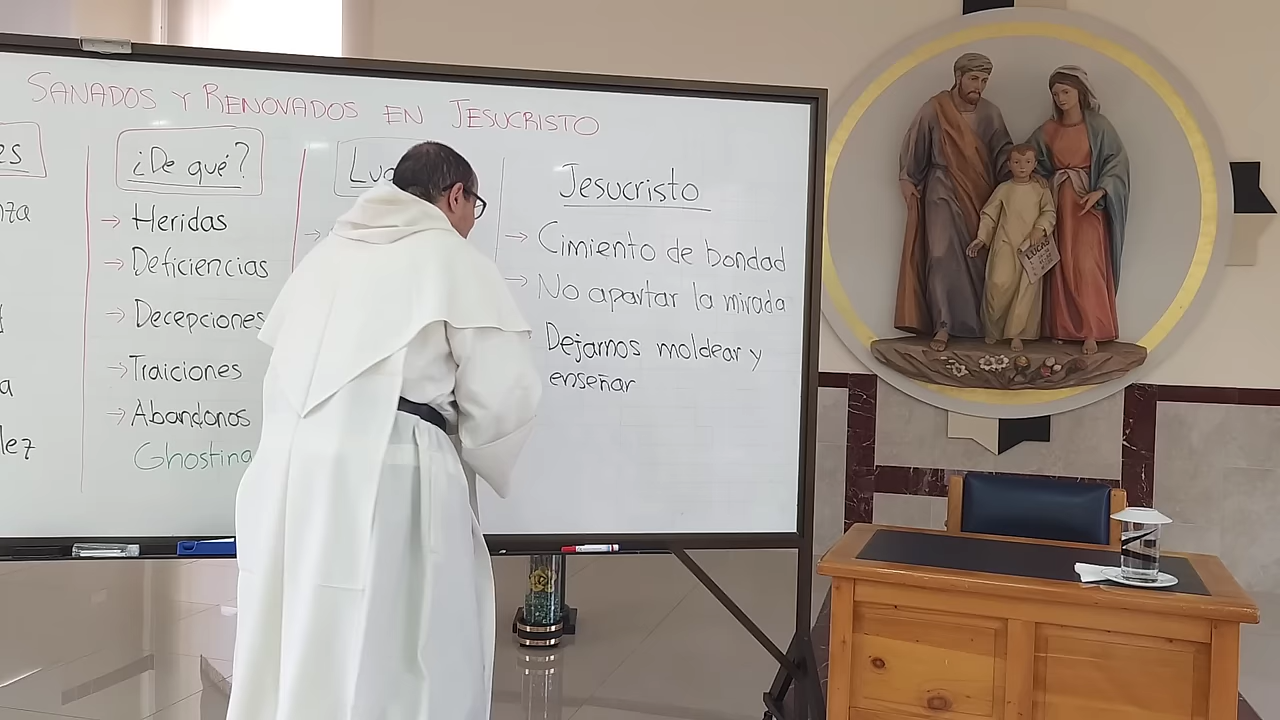 SANADOS Y RENOVADOS EN JESUCRISTO
¿De qué?
→ Heridas
→ Deficiencias
→ Decepciones
→ Traiciones
→ Abandonos
Jesucristo
→ Cimiento de bondad
→ No apartar la mirada
Dejarnos moldear y
enseñar
LUCAS